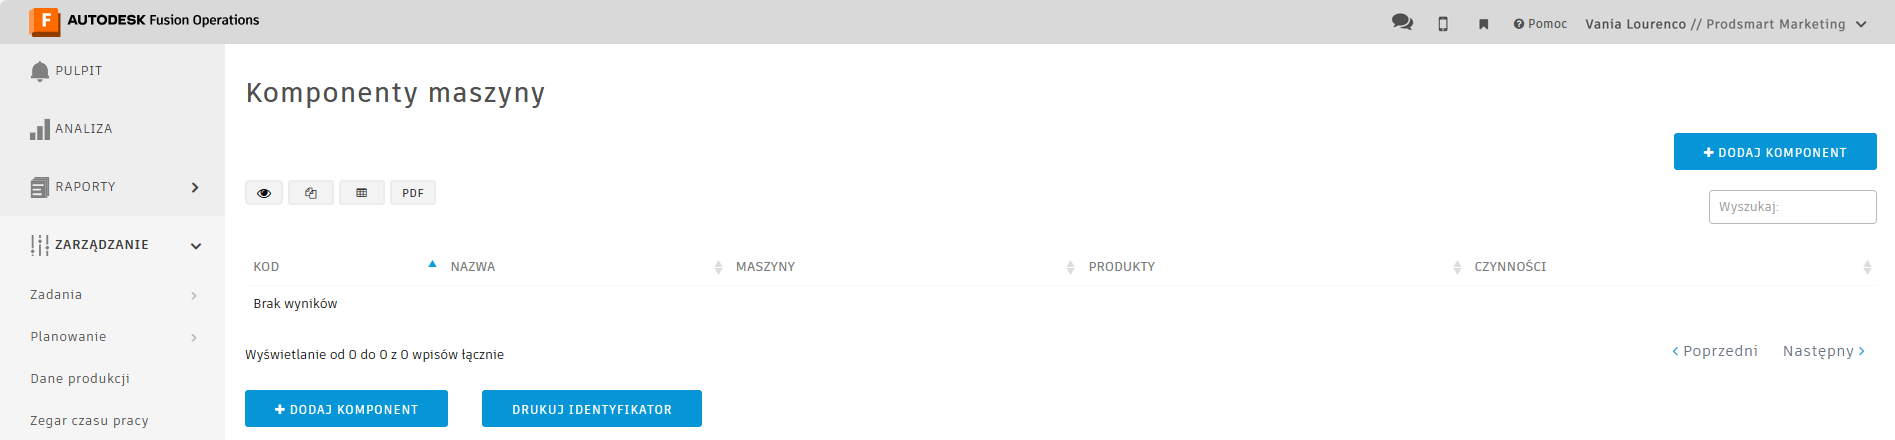 AUTODESK Fusion Operations
Pomoc
Vania Lourenco // Prodsmart Marketing
PULPIT
ANALIZA
RAPORTY
ZARZĄDZANIE
Zadania
Planowanie
Dane produkcji
Zegar czasu pracy
Komponenty maszyny
DODAJ KOMPONENT
PDF
Wyszukaj:
KOD NAZWA MASZYNY PRODUKTY CZYNNOŚCI
Brak wyników
Wyświetlanie od 0 do 0 z 0 wpisów łącznie
Poprzedni Następny
DODAJ KOMPONENT DRUKUJ IDENTYFIKATOR